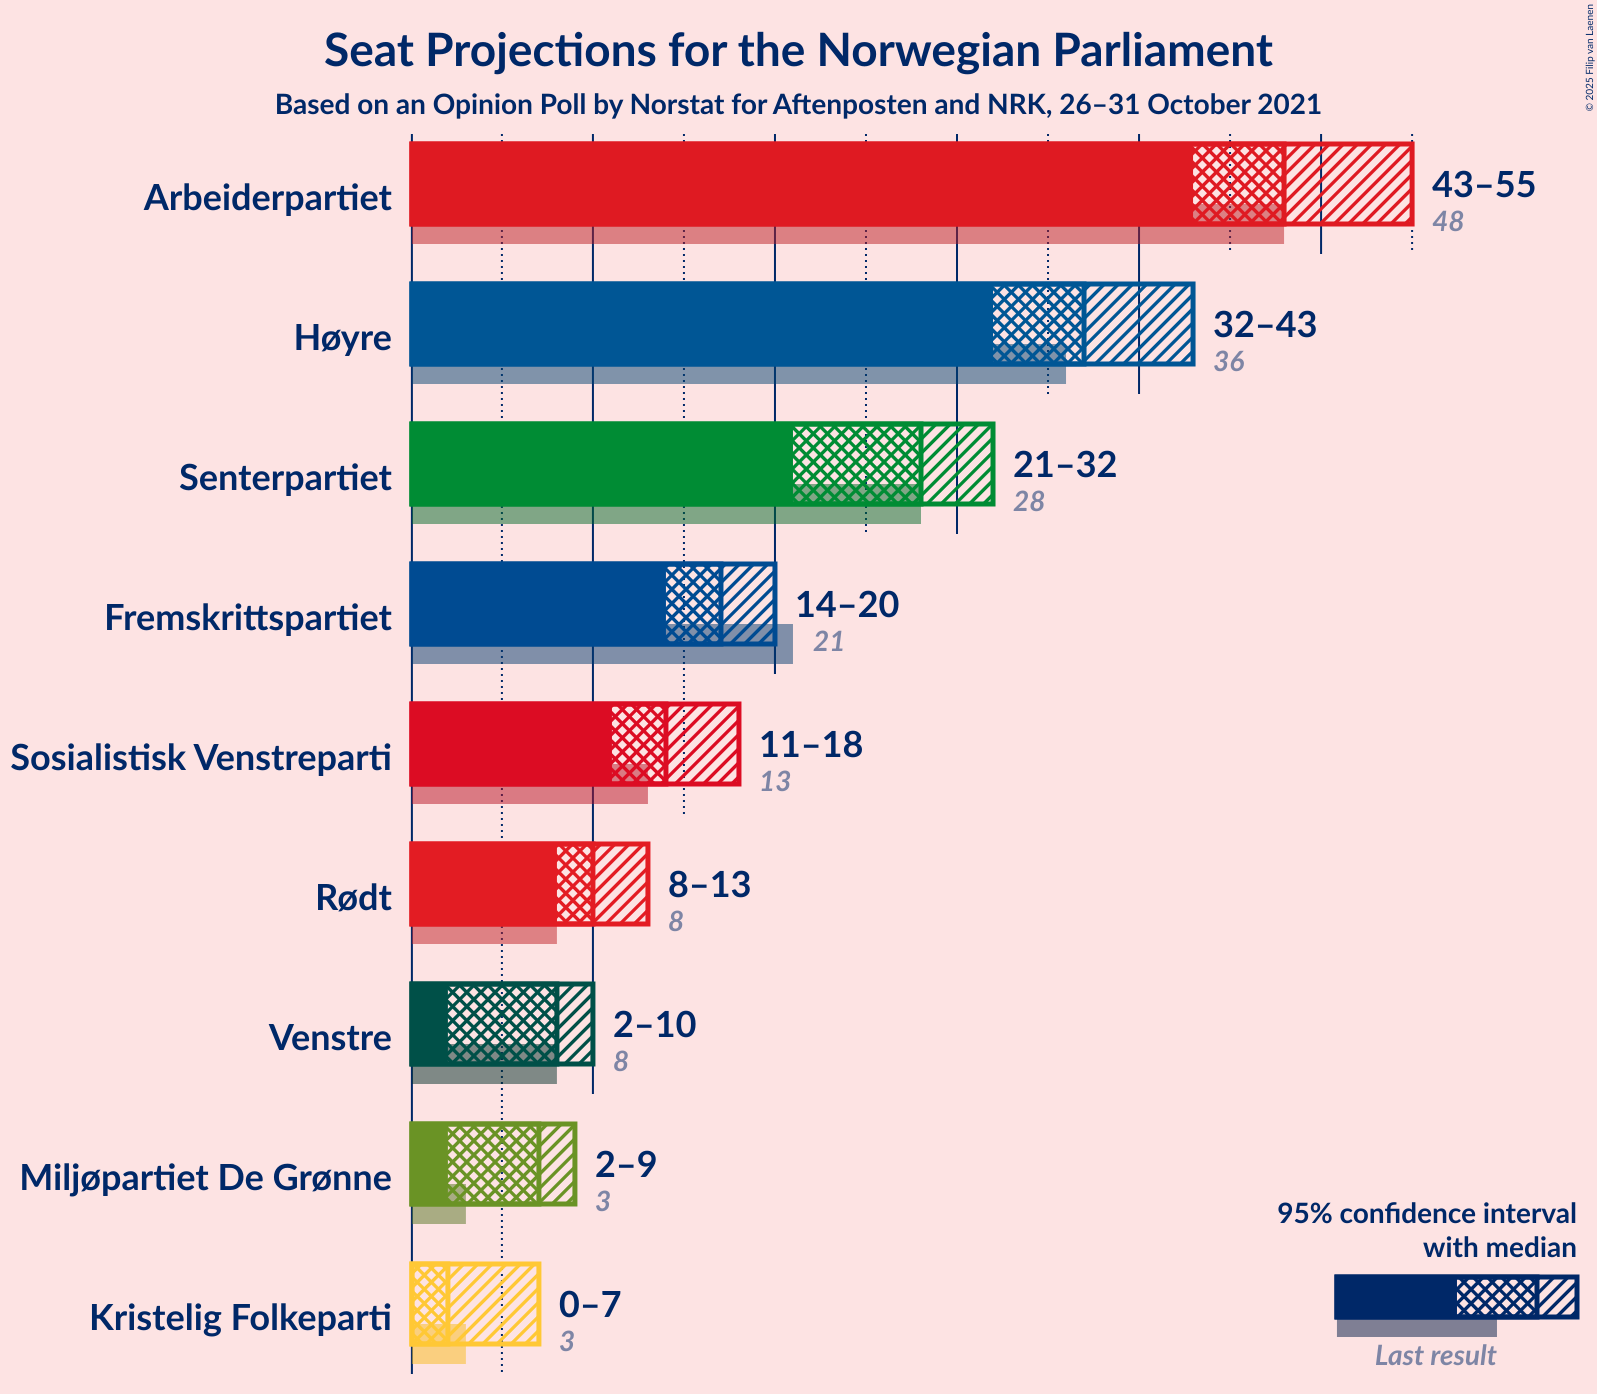 Seat Projections for the Norwegian Parliament
Based on an Opinion Poll by Norstat for Aftenposten and NRK, 26–31 October 2021
© 2025 Filip van Laenen
Arbeiderpartiet
43–55
48
Høyre
32–43
36
Senterpartiet
21–32
28
Fremskrittspartiet
14–20
21
Sosialistisk Venstreparti
11–18
13
Rødt
8–13
8
Venstre
2–10
8
Miljøpartiet De Grønne
2–9
3
Kristelig Folkeparti
0–7
3
95% confidence interval
with median
Last result